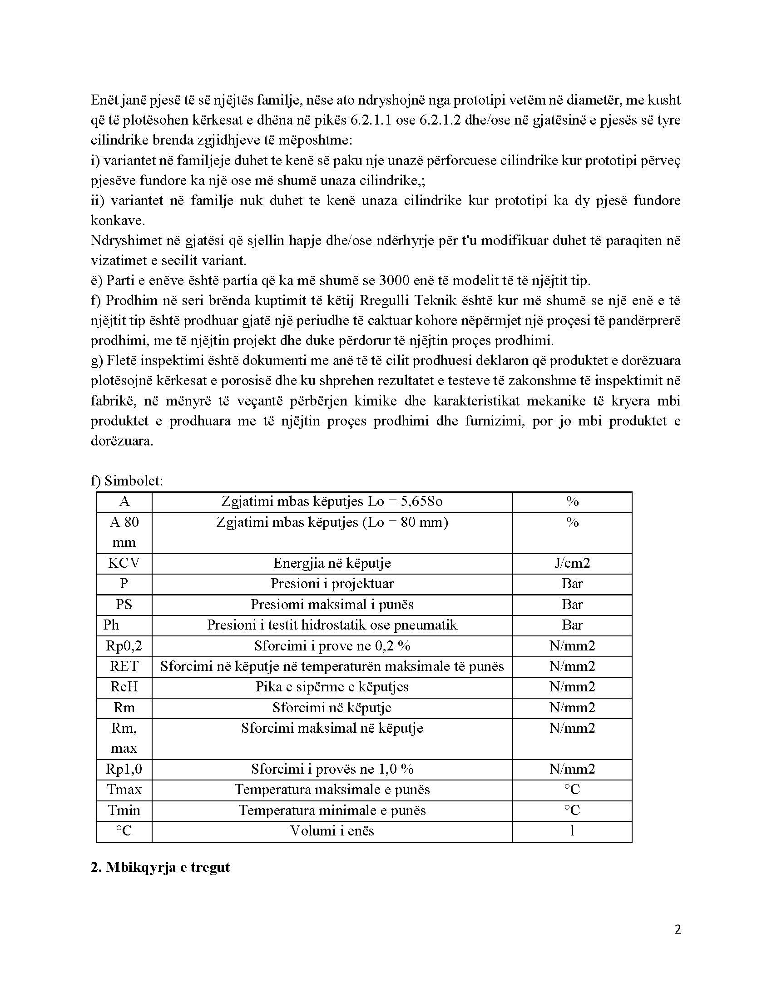 Enët janë pjesë të së njëjtës familje, nëse ato ndryshojnë nga prototipi vetëm në diametër, me kusht
që të plotësohen kërkesat e dhëna në pikës 6.2.1.1 ose 6.2.1.2 dhe/ose në gjatësinë e pjesës së tyre
cilindrike brenda zgjidhjeve të mëposhtme:
i) variantet në familjeje duhet te kenë së paku nje unazë përforcuese cilindrike kur prototipi përveç
pjesëve fundore ka një ose më shumë unaza cilindrike,;
ii) variantet në familje nuk duhet te kenë unaza cilindrike kur prototipi ka dy pjesë fundore
konkave.
Ndryshimet në gjatësi që sjellin hapje dhe/ose ndërhyrje për t'u modifikuar duhet të paraqiten në
vizatimet e secilit variant.
ë) Parti e enëve është partia që ka më shumë se 3000 enë të modelit të të njëjtit tip.
f) Prodhim në seri brënda kuptimit të këtij Rregulli Teknik është kur më shumë se një enë e të
njëjtit tip është prodhuar gjatë një periudhe të caktuar kohore nëpërmjet një proçesi të pandërprerë
prodhimi, me të njëjtin projekt dhe duke përdorur të njëjtin proçes prodhimi.
g) Fletë inspektimi është dokumenti me anë të të cilit prodhuesi deklaron që produktet e dorëzuara
plotësojnë kërkesat e porosisë dhe ku shprehen rezultatet e testeve të zakonshme të inspektimit në
fabrikë, në mënyrë të veçantë përbërjen kimike dhe karakteristikat mekanike të kryera mbi
produktet e prodhuara me të njëjtin proçes prodhimi dhe furnizimi, por jo mbi produktet e
dorëzuara.
f) Simbolet:
A Zgjatimi mbas këputjes Lo = 5,65So %
A 80 Zgjatimi mbas këputjes (Lo = 80 mm) %
mm
KCV Energjia në këputje J/cm2
P Presioni i projektuar Bar
PS Presiomi maksimal i punës Bar
Ph Presioni i testit hidrostatik ose pneumatik Bar
Rp0,2 Sforcimi i prove ne 0,2 % N/mm2
RET Sforcimi në këputje në temperaturën maksimale të punës N/mm2
ReH Pika e sipërme e këputjes N/mm2
Rm Sforcimi në këputje N/mm2
Rm, Sforcimi maksimal në këputje N/mm2
max
Rp1,0 Sforcimi i provës ne 1,0 % N/mm2
Tmax Temperatura maksimale e punës °C
Tmin Temperatura minimale e punës °C
°C Volumi i enës l
2. Mbikqyrja e tregut
2